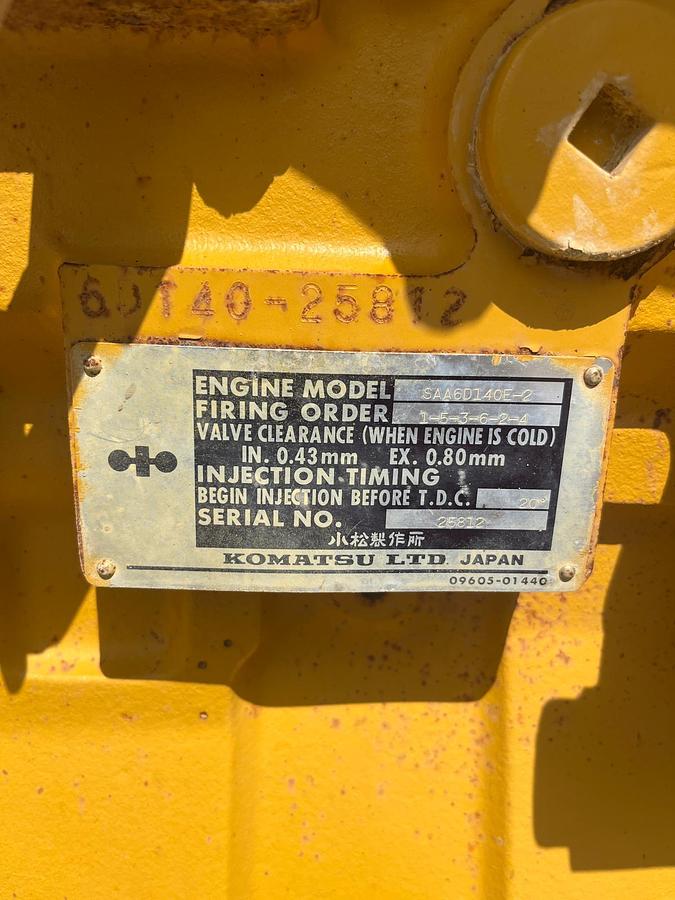 6D140-25812
ENGINE MODEL SAA6D140E-2
FIRING ORDER 1-5-3-6-2-4
VALVE CLEARANCE (WHEN ENGINE IS COLD)
IN. 0.43mm EX. 0.80mm
INJECTION TIMING
BEGIN INJECTION BEFORE T.D.C. 20°
SERIAL NO. 25812
小松製作所
KOMATSU LTD. JAPAN
09605-01440